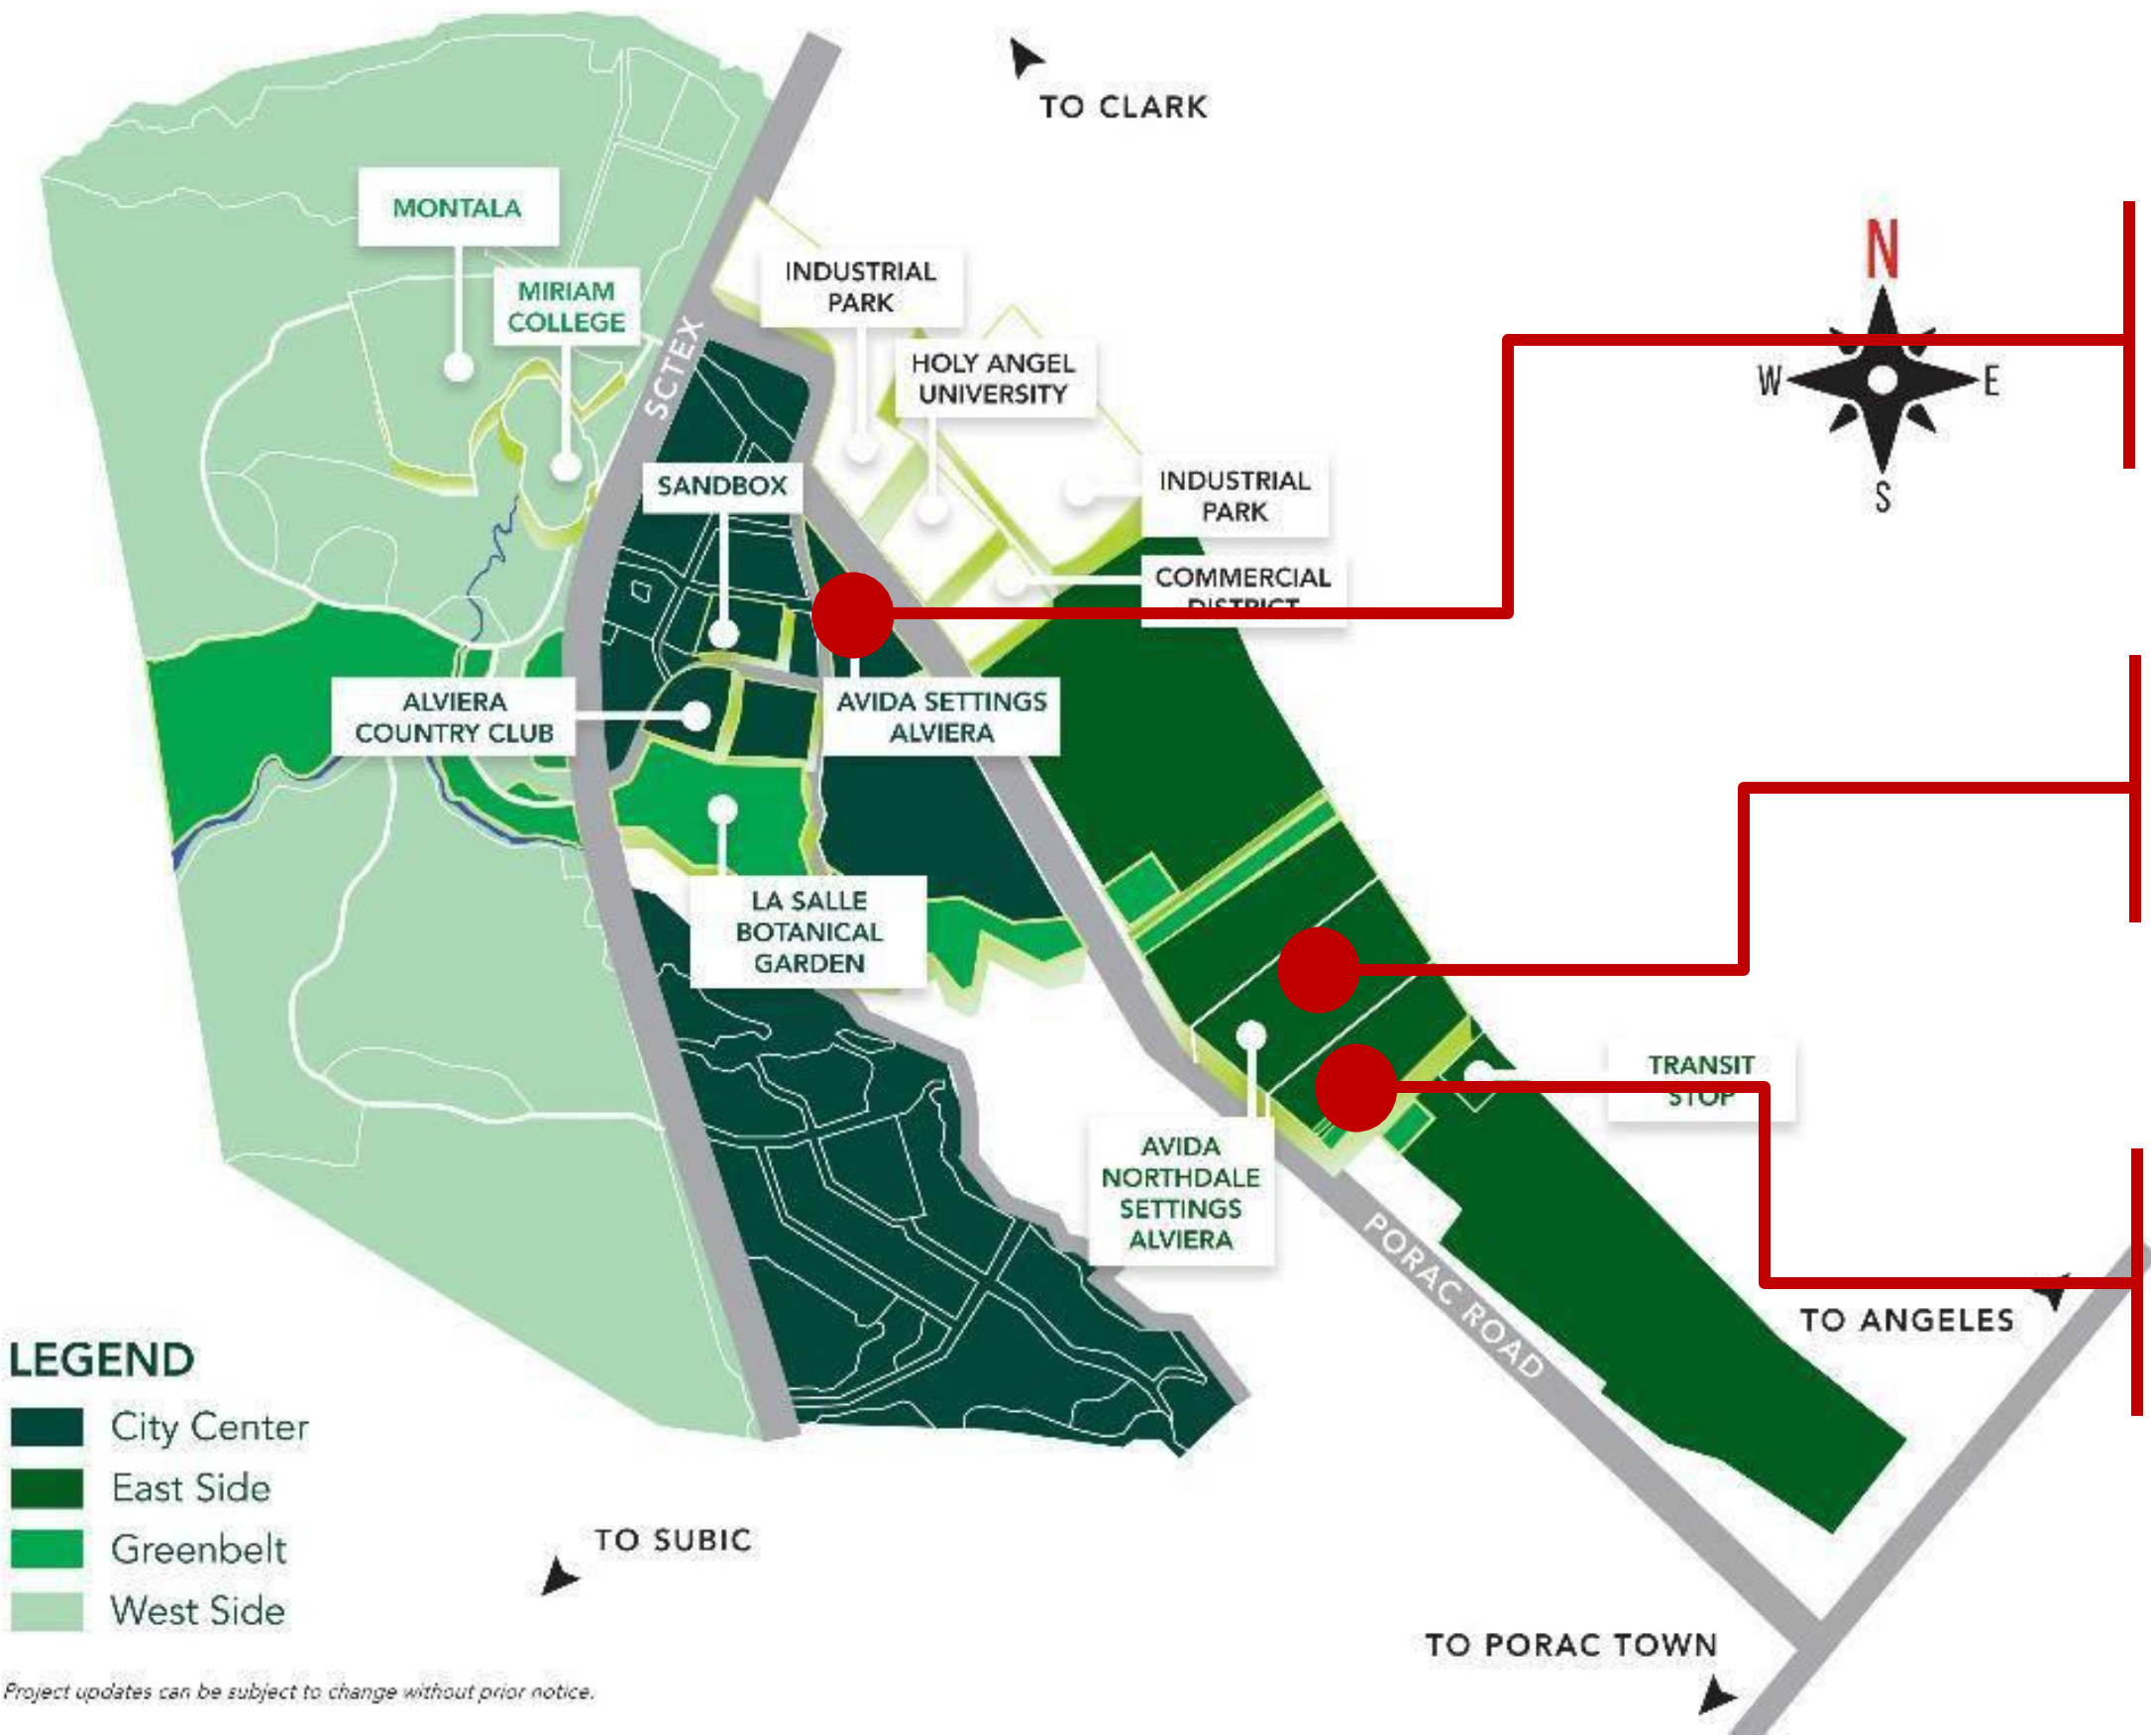 TO CLARK
MONTALA
MIRIAM
COLLEGE
INDUSTRIAL
PARK
N
W
E
S
HOLY ANGEL
UNIVERSITY
SCTEX
SANDBOX
INDUSTRIAL
PARK
COMMERCIAL
DISTRICT
ALVIERA
COUNTRY CLUB
AVIDA SETTINGS
ALVIERA
LA SALLE
BOTANICAL
GARDEN
TRANSIT
STOP
AVIDA
NORTHDALE
SETTINGS
ALVIERA
PORAC ROAD
TO ANGELES
LEGEND
City Center
East Side
Greenbelt
West Side
TO SUBIC
TO PORAC TOWN
Project updates can be subject to change without prior notice.